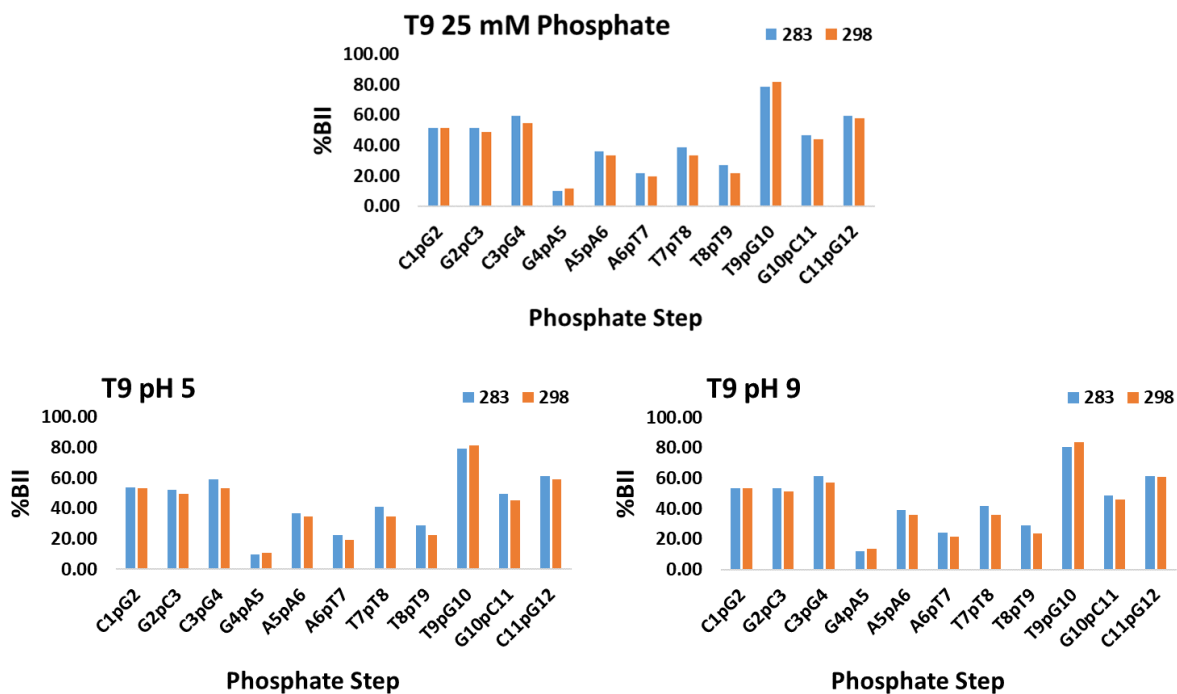 T9 25 mM Phosphate
283 298
100.00
80.00
60.00
40.00
20.00
0.00
%BII
C1pG2 G2pC3 C3pG4 G4pA5 A5pA6 A6pT7 T7pT8 T8pT9 T9pG10 G10pC11 C11pG12
Phosphate Step
T9 pH 5
283 298
100.00
80.00
60.00
40.00
20.00
0.00
%BII
C1pG2 G2pC3 C3pG4 G4pA5 A5pA6 A6pT7 T7pT8 T8pT9 T9pG10 G10pC11 C11pG12
Phosphate Step
T9 pH 9
283 298
100.00
80.00
60.00
40.00
20.00
0.00
%BII
C1pG2 G2pC3 C3pG4 G4pA5 A5pA6 A6pT7 T7pT8 T8pT9 T9pG10 G10pC11 C11pG12
Phosphate Step